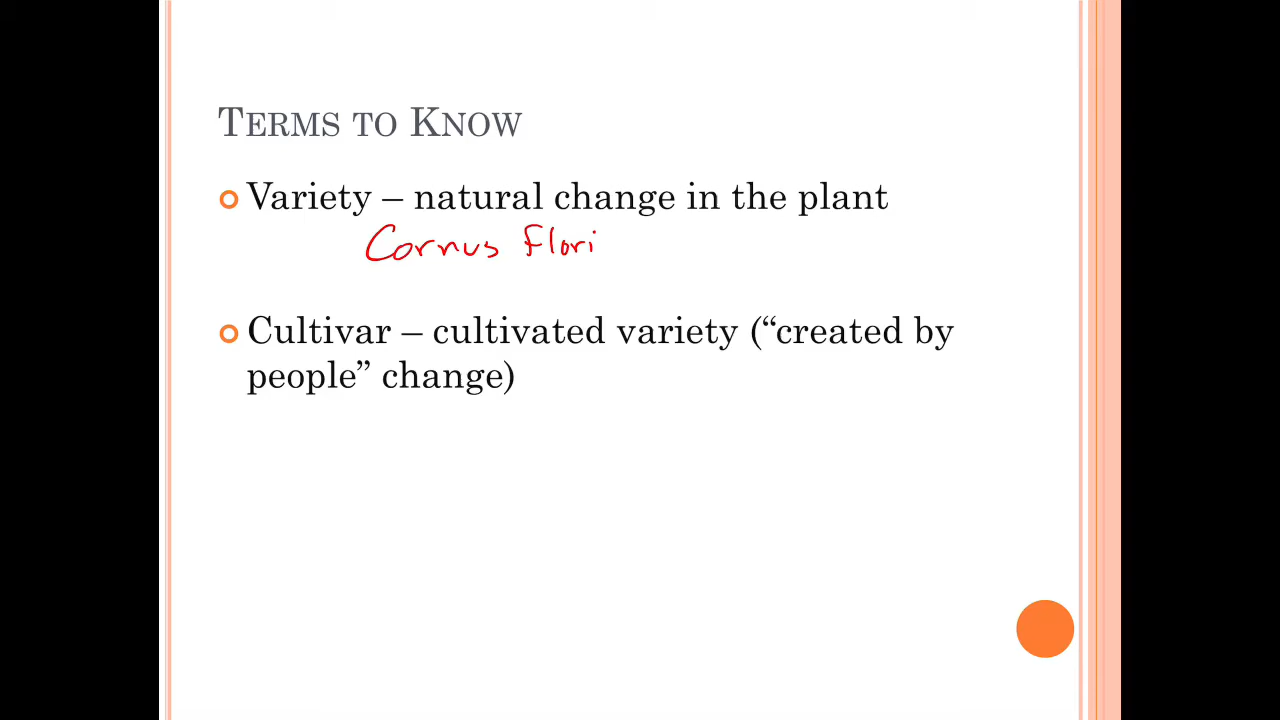 Terms to Know
Variety – natural change in the plant
Cornus Flori
Cultivar – cultivated variety (“created by
people” change)